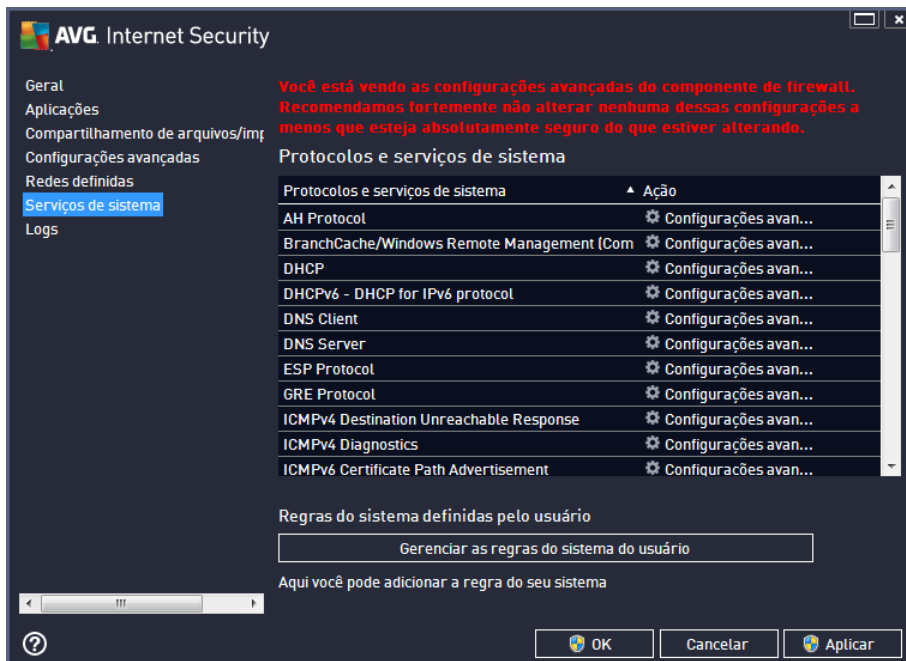 AVG. Internet Security
Geral
Aplicações
Compartilhamento de arquivos/imp
Configurações avançadas
Redes definidas
Serviços de sistema
Logs
Você está vendo as configurações avançadas do componente de firewall.
Recomendamos fortemente não alterar nenhuma dessas configurações a
menos que esteja absolutamente seguro do que estiver alterando.
Protocolos e serviços de sistema
Protocolos e serviços de sistema Ação
AH Protocol Configurações avan...
BranchCache/Windows Remote Management (Com Configurações avan...
DHCP Configurações avan...
DHCPv6 - DHCP for IPv6 protocol Configurações avan...
DNS Client Configurações avan...
DNS Server Configurações avan...
ESP Protocol Configurações avan...
GRE Protocol Configurações avan...
ICMPv4 Destination Unreachable Response Configurações avan...
ICMPv4 Diagnostics Configurações avan...
ICMPv6 Certificate Path Advertisement Configurações avan...
Regras do sistema definidas pelo usuário
Gerenciar as regras do sistema do usuário
Aqui você pode adicionar a regra do seu sistema
? OK Cancelar Aplicar